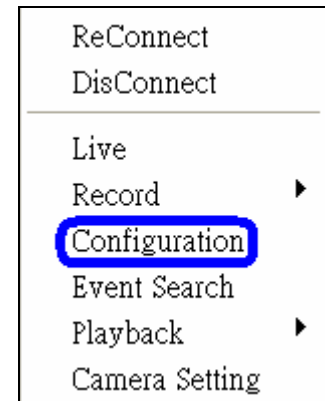 ReConnect
DisConnect
Live
Record
Configuration
Event Search
Playback
Camera Setting